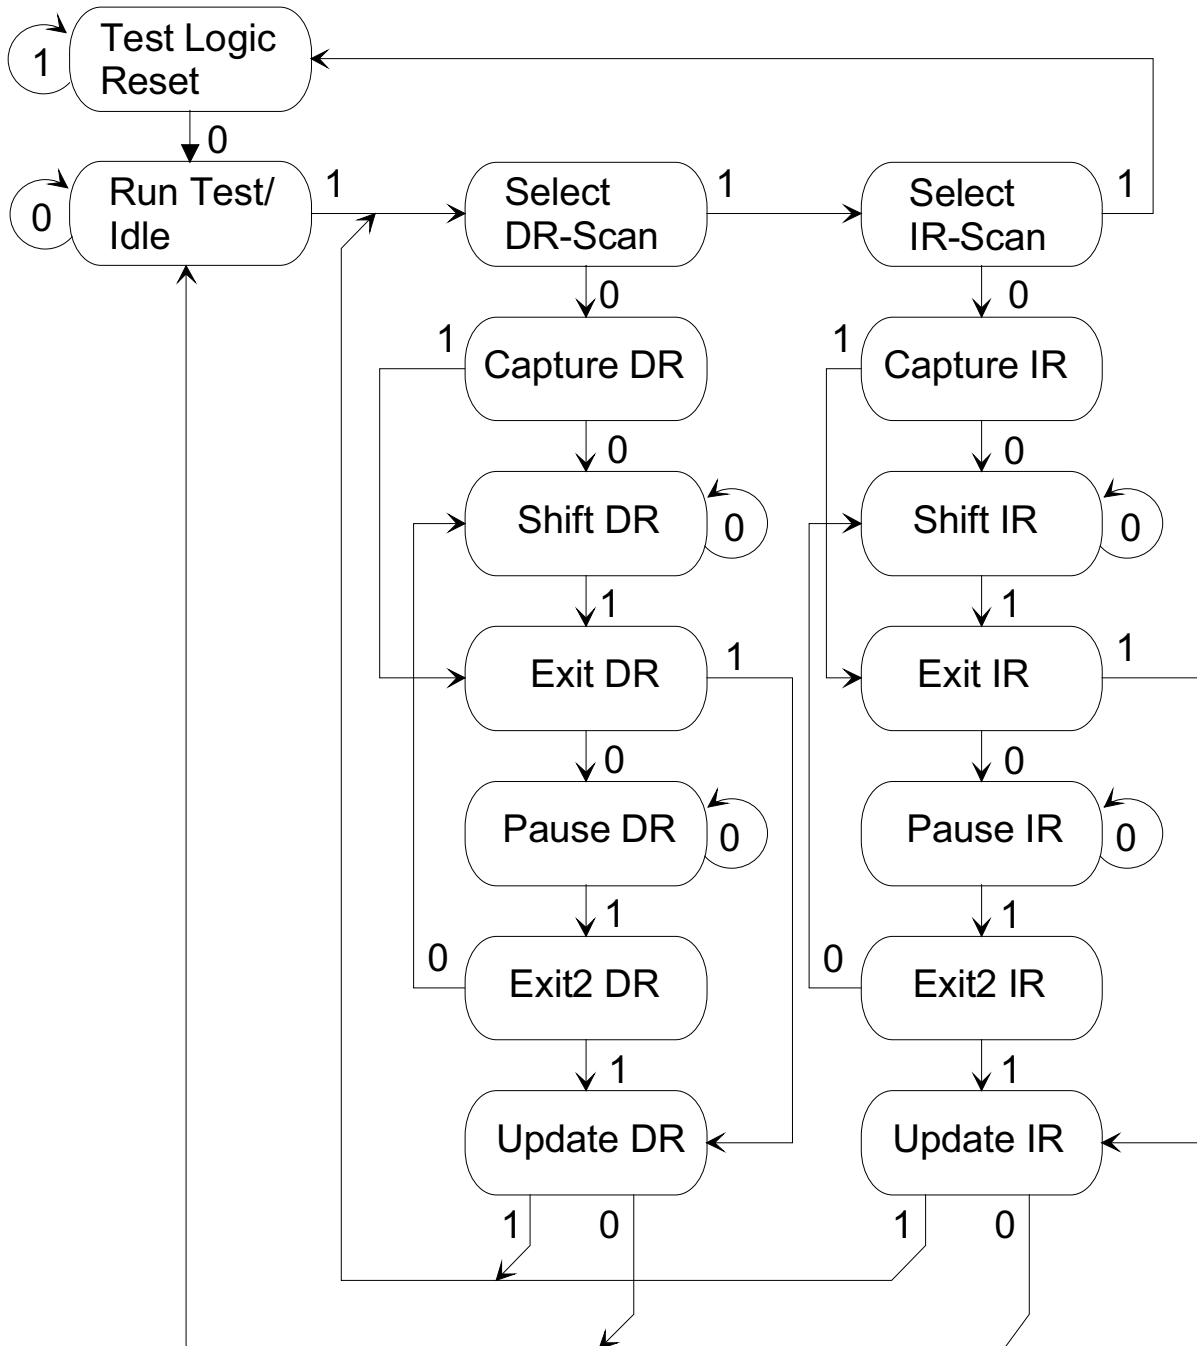 Test Logic
Reset
1
0
Run Test/
Idle
0
1
Select
DR-Scan
1
Select
IR-Scan
1
0
0
1
Capture DR
1
Capture IR
0
0
Shift DR
0
Shift IR
0
1
1
Exit DR
1
Exit IR
1
0
0
Pause DR
0
Pause IR
0
1
1
0
Exit2 DR
0
Exit2 IR
1
1
Update DR
Update IR
1
0
1
0